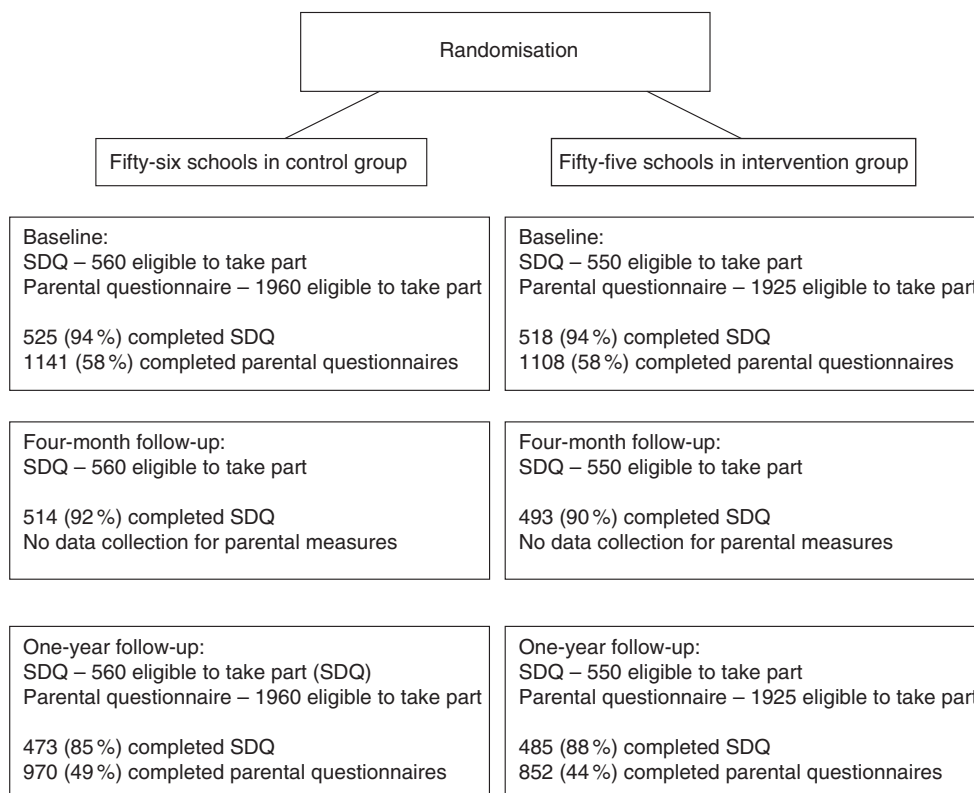 Randomisation
Fifty-six schools in control group
Fifty-five schools in intervention group
Baseline:
SDQ – 560 eligible to take part
Parental questionnaire – 1960 eligible to take part
525 (94 %) completed SDQ
1141 (58 %) completed parental questionnaires
Baseline:
SDQ – 550 eligible to take part
Parental questionnaire – 1925 eligible to take part
518 (94 %) completed SDQ
1108 (58 %) completed parental questionnaires
Four-month follow-up:
SDQ – 560 eligible to take part
514 (92 %) completed SDQ
No data collection for parental measures
Four-month follow-up:
SDQ – 550 eligible to take part
493 (90 %) completed SDQ
No data collection for parental measures
One-year follow-up:
SDQ – 560 eligible to take part (SDQ)
Parental questionnaire – 1960 eligible to take part
473 (85 %) completed SDQ
970 (49 %) completed parental questionnaires
One-year follow-up:
SDQ – 550 eligible to take part
Parental questionnaire – 1925 eligible to take part
485 (88 %) completed SDQ
852 (44 %) completed parental questionnaires